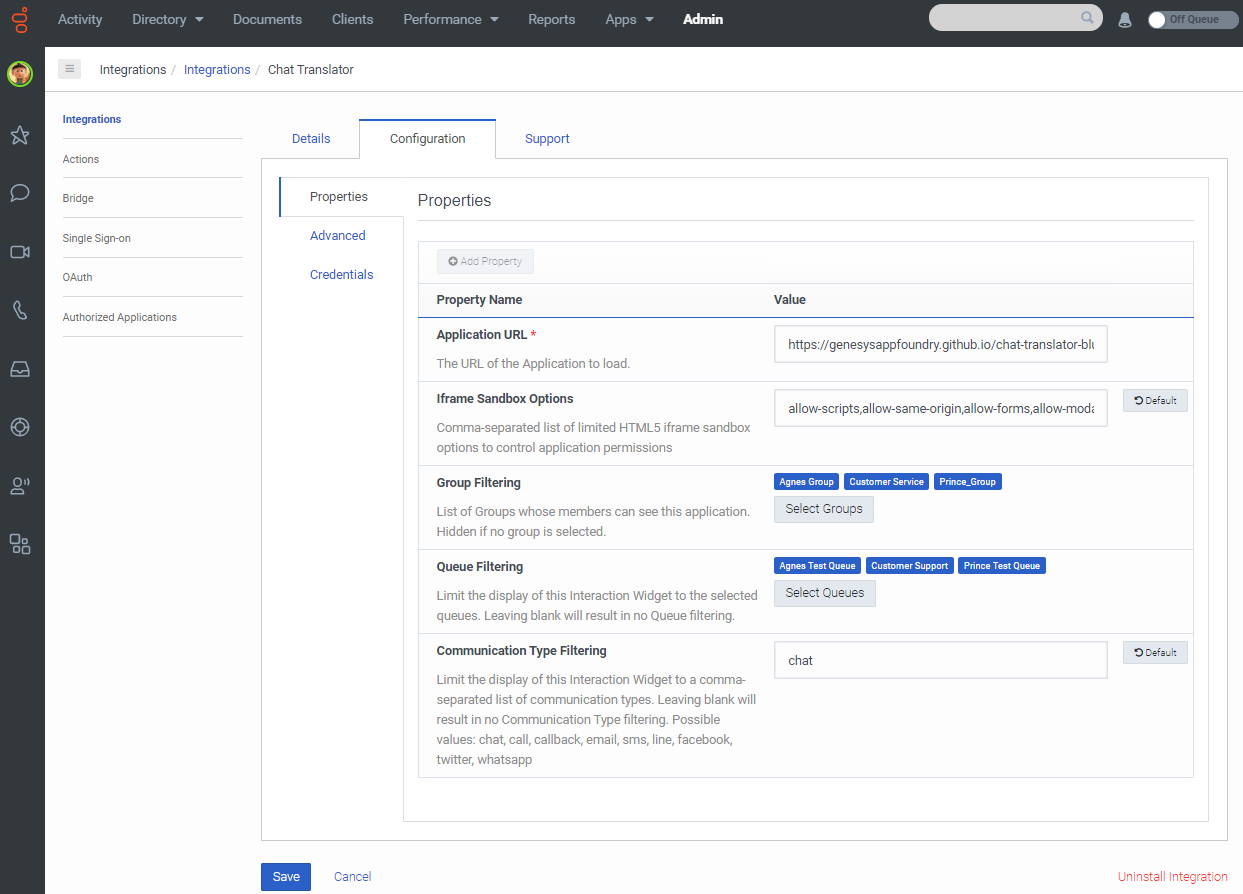 Activity Directory Documents Clients Performance Reports Apps Admin Off Queue
Integrations / Integrations / Chat Translator
Integrations
Actions
Bridge
Single Sign-on
OAuth
Authorized Applications
Details Configuration Support
Properties
Advanced
Credentials
Properties
Add Property
Property Name Value
Application URL *
The URL of the Application to load.
https://genesysappfoundry.github.io/chat-translator-blu
Iframe Sandbox Options
Comma-separated list of limited HTML5 iframe sandbox
options to control application permissions
allow-scripts,allow-same-origin,allow-forms,allow-moda
Default
Group Filtering
List of Groups whose members can see this application.
Hidden if no group is selected.
Agnes Group Customer Service Prince_Group
Select Groups
Queue Filtering
Limit the display of this Interaction Widget to the selected
queues. Leaving blank will result in no Queue filtering.
Agnes Test Queue Customer Support Prince Test Queue
Select Queues
Communication Type Filtering
Limit the display of this Interaction Widget to a comma-
separated list of communication types. Leaving blank will
result in no Communication Type filtering. Possible
values: chat, call, callback, email, sms, line, facebook,
twitter, whatsapp
chat
Default
Save Cancel Uninstall Integration